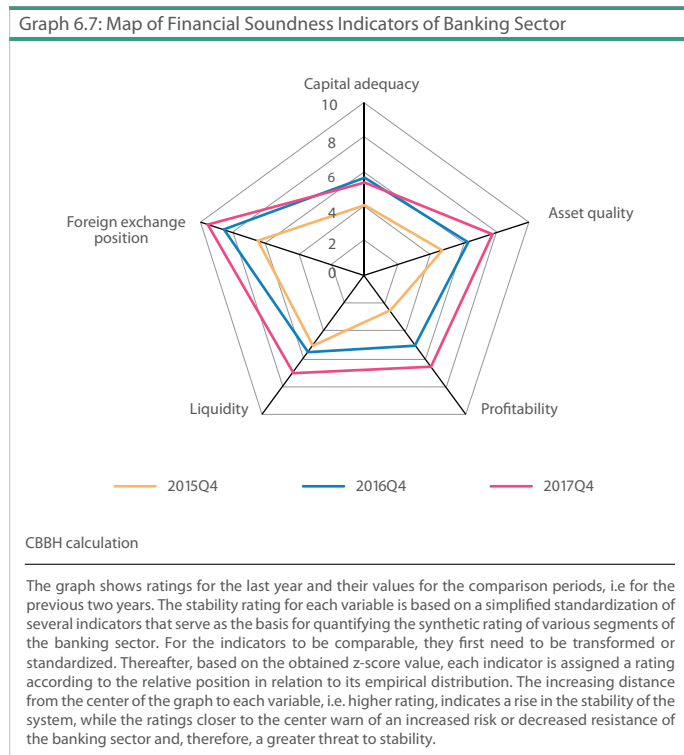 Graph 6.7: Map of Financial Soundness Indicators of Banking Sector
Capital adequacy
10
8
6
4
2
0
Asset quality
Foreign exchange
position
Liquidity
Profitability
2015Q4
2016Q4
2017Q4
CBBH calculation
The graph shows ratings for the last year and their values for the comparison periods, i.e for the
previous two years. The stability rating for each variable is based on a simplified standardization of
several indicators that serve as the basis for quantifying the synthetic rating of various segments of
the banking sector. For the indicators to be comparable, they first need to be transformed or
standardized. Thereafter, based on the obtained z-score value, each indicator is assigned a rating
according to the relative position in relation to its empirical distribution. The increasing distance
from the center of the graph to each variable, i.e. higher rating, indicates a rise in the stability of the
system, while the ratings closer to the center warn of an increased risk or decreased resistance of
the banking sector and, therefore, a greater threat to stability.